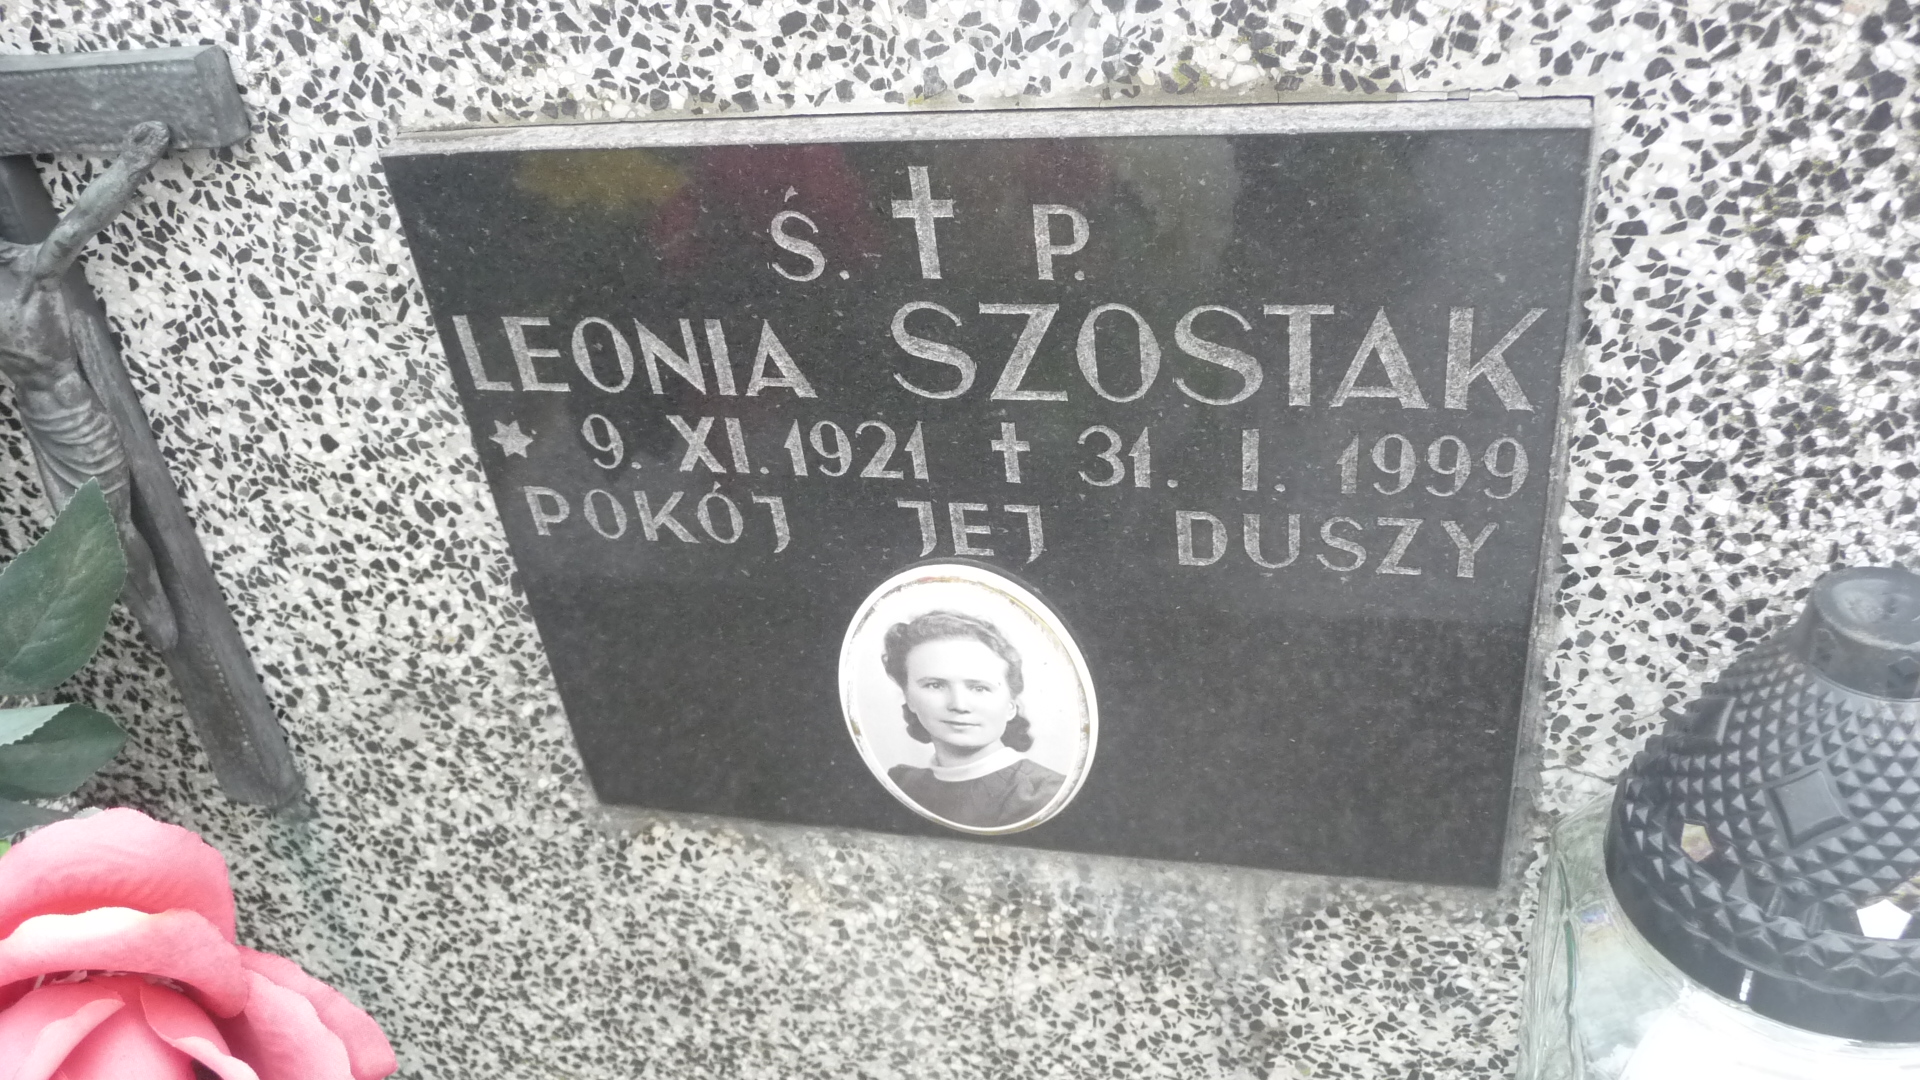 Ś. ✝ P.
LEONIA SZOSTAK
* 9. XI. 1921 ✝ 31. I. 1999
POKÓJ JEJ DUSZY